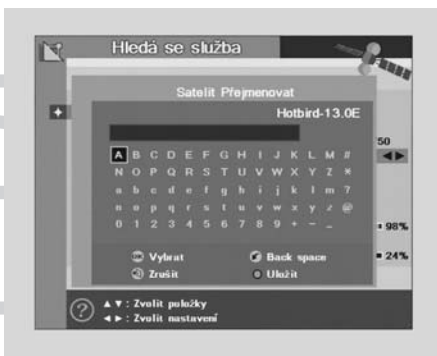 Hledá se služba
Satelit Přejmenovat
Hotbird-13.0E
50
A B C D E F G H I J K L M #
N O P Q R S T U V W X Y Z *
a b c d e f g h i j k l m ?
n o p q r s t u v w x y z @
0 1 2 3 4 5 6 7 8 9 + - _
98%
Vybrat Back space
24%
Zrušit Uložit
? ▲ ▼ : Zvolit položky
◄ ► : Zvolit nastavení